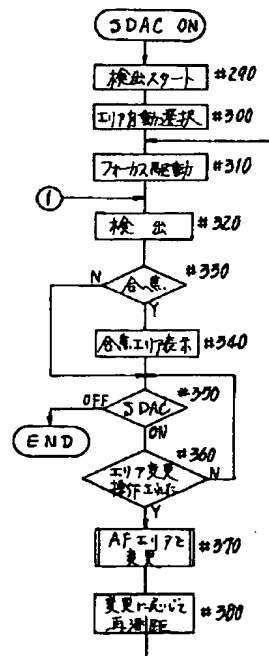 SDAC ON
検出スタート #290
エリア自動選択 #300
フォーカス駆動 #310
1
検出 #320
合焦 #330
N
Y
合焦エリア表示 #340
SDAC #350
OFF
ON
END
エリア変更操作された #360
N
Y
AFエリアを変更 #370
変更に応じて再測距 #380